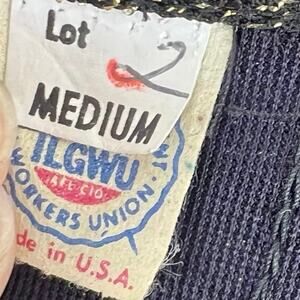 Lot 2
MEDIUM
ILGWU
AFL CIO
WORKERS UNION
de in U.S.A.